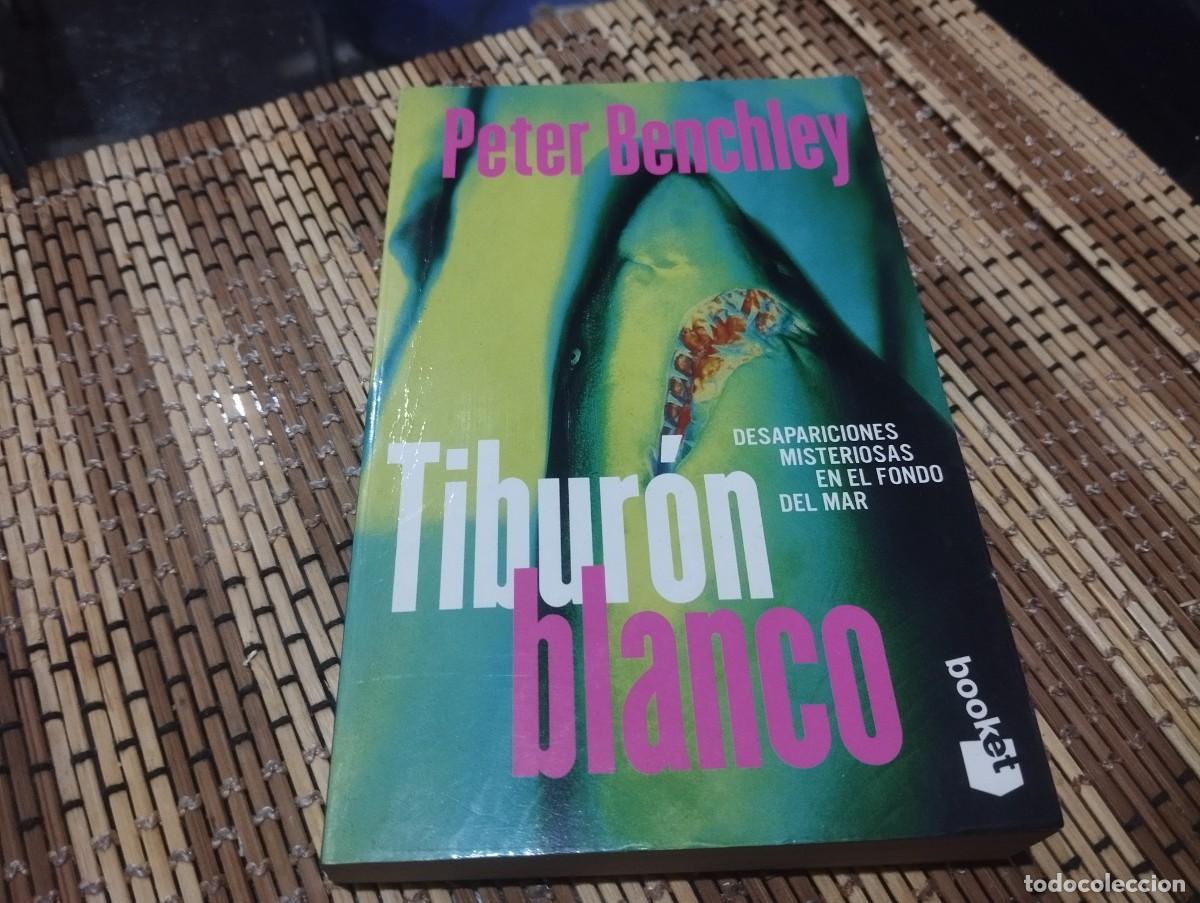 Peter Benchley
Tiburón
blanco
DESAPARICIONES
MISTERIOSAS
EN EL FONDO
DEL MAR
booket
todocoleccion